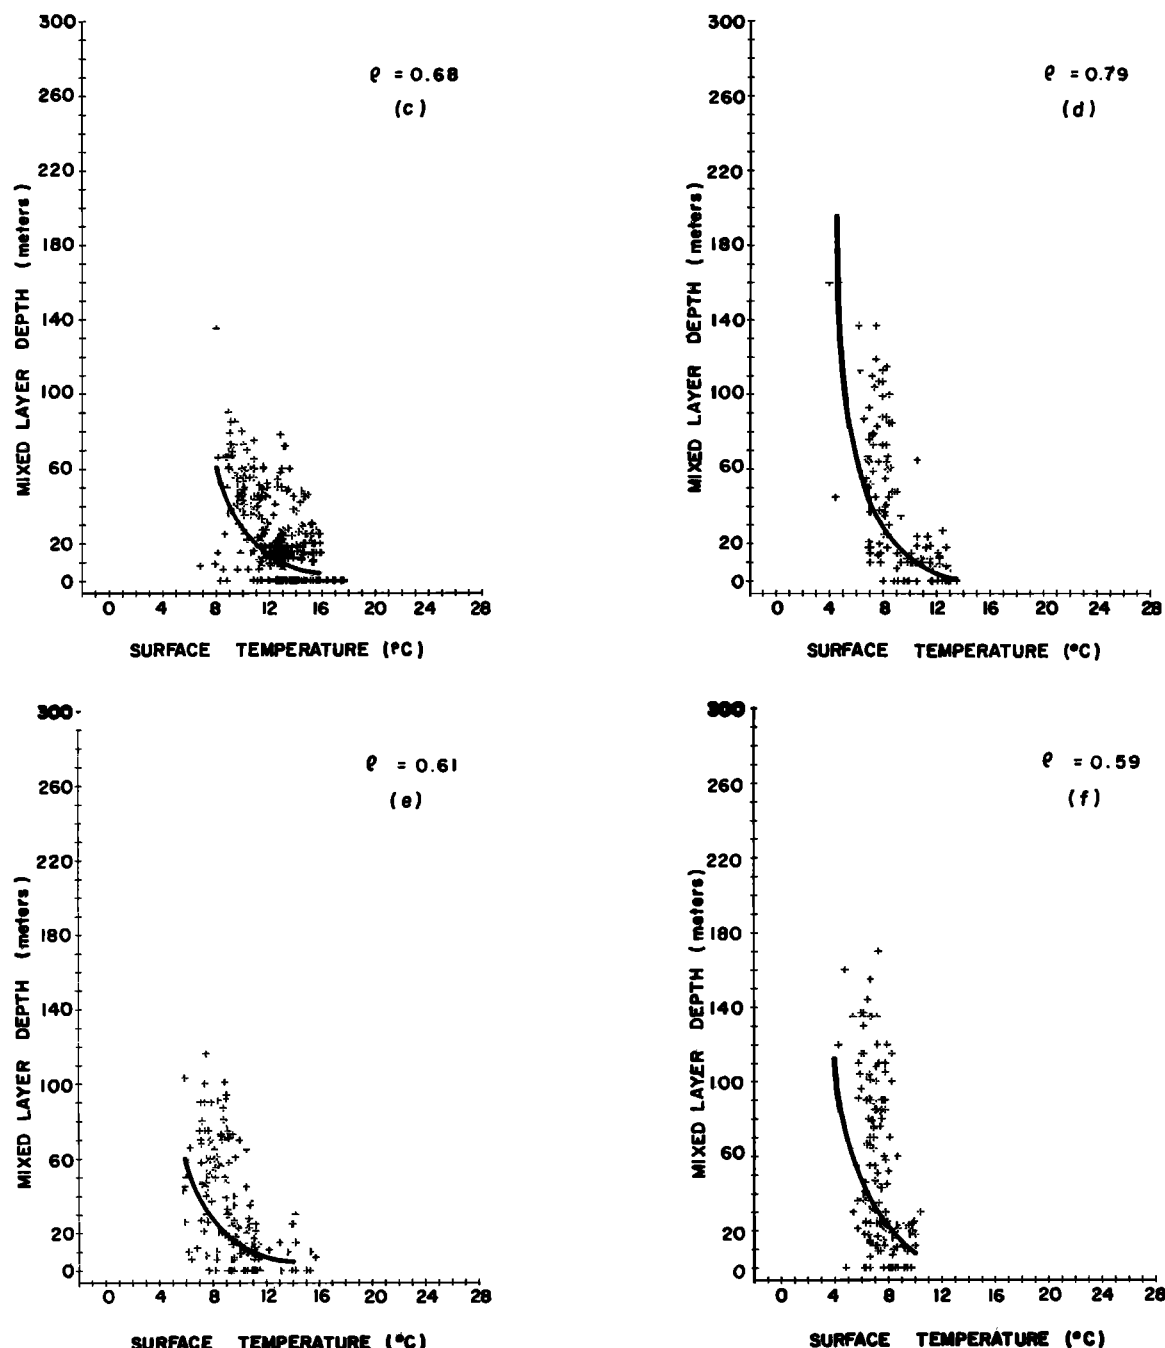 300
260
220
180
140
100
60
20
0
MIXED LAYER DEPTH (meters)
ρ = 0.68
(c)
0 4 8 12 16 20 24 28
SURFACE TEMPERATURE (°C)
300
260
220
180
140
100
60
20
0
MIXED LAYER DEPTH (meters)
ρ = 0.79
(d)
0 4 8 12 16 20 24 28
SURFACE TEMPERATURE (°C)
300
260
220
180
140
100
60
20
0
MIXED LAYER DEPTH (meters)
ρ = 0.61
(e)
0 4 8 12 16 20 24 28
SURFACE TEMPERATURE (°C)
300
260
220
180
140
100
60
20
0
MIXED LAYER DEPTH (meters)
ρ = 0.59
(f)
0 4 8 12 16 20 24 28
SURFACE TEMPERATURE (°C)